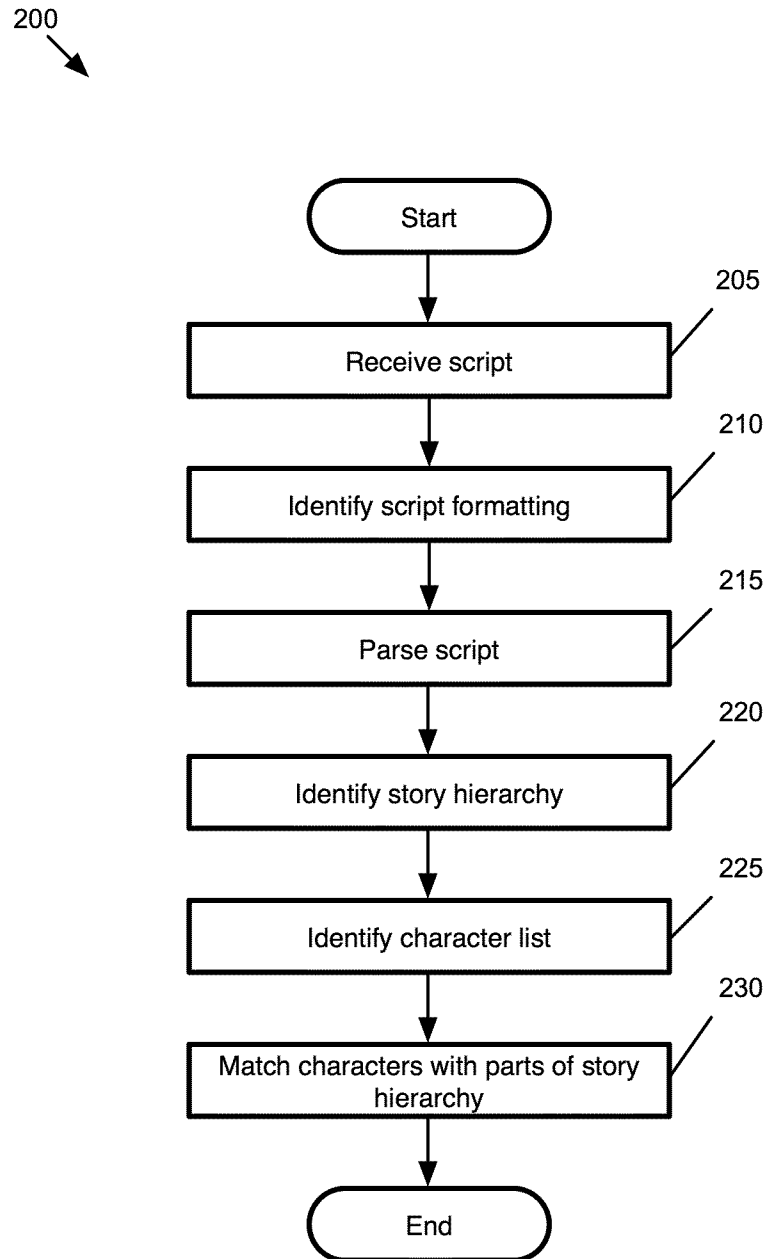 200
Start
205
Receive script
210
Identify script formatting
215
Parse script
220
Identify story hierarchy
225
Identify character list
230
Match characters with parts of story
hierarchy
End